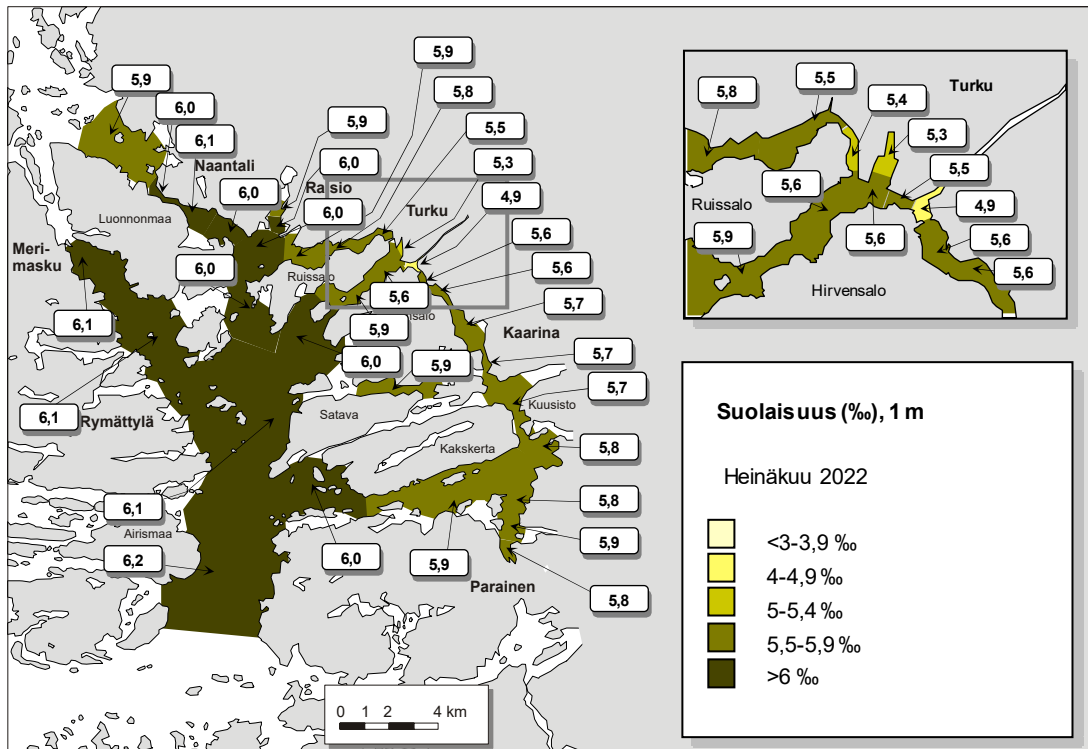 5,9
5,9
6,0
5,8
6,1
5,9
5,5
Naantali
6,0
5,3
Raisio
6,0
6,0
Turku
4,9
Luonnonmaa
5,6
Meri-
masku
6,0
Ruissalo
5,6
5,6
5,7
6,1
5,9
salo
Kaarina
6,0
5,9
5,7
5,7
6,1
Rymättylä
Satava
Kuusisto
Kakskerta
5,8
6,1
5,8
Airismaa
5,9
6,2
6,0
5,9
Parainen
5,8
0 1 2 4 km
5,5
5,8
Turku
5,4
5,3
5,6
5,5
Ruissalo
4,9
5,9
5,6
5,6
5,6
Hirvensalo
Suolaisuus (‰), 1 m
Heinäkuu 2022
<3-3,9 ‰
4-4,9 ‰
5-5,4 ‰
5,5-5,9 ‰
>6 ‰